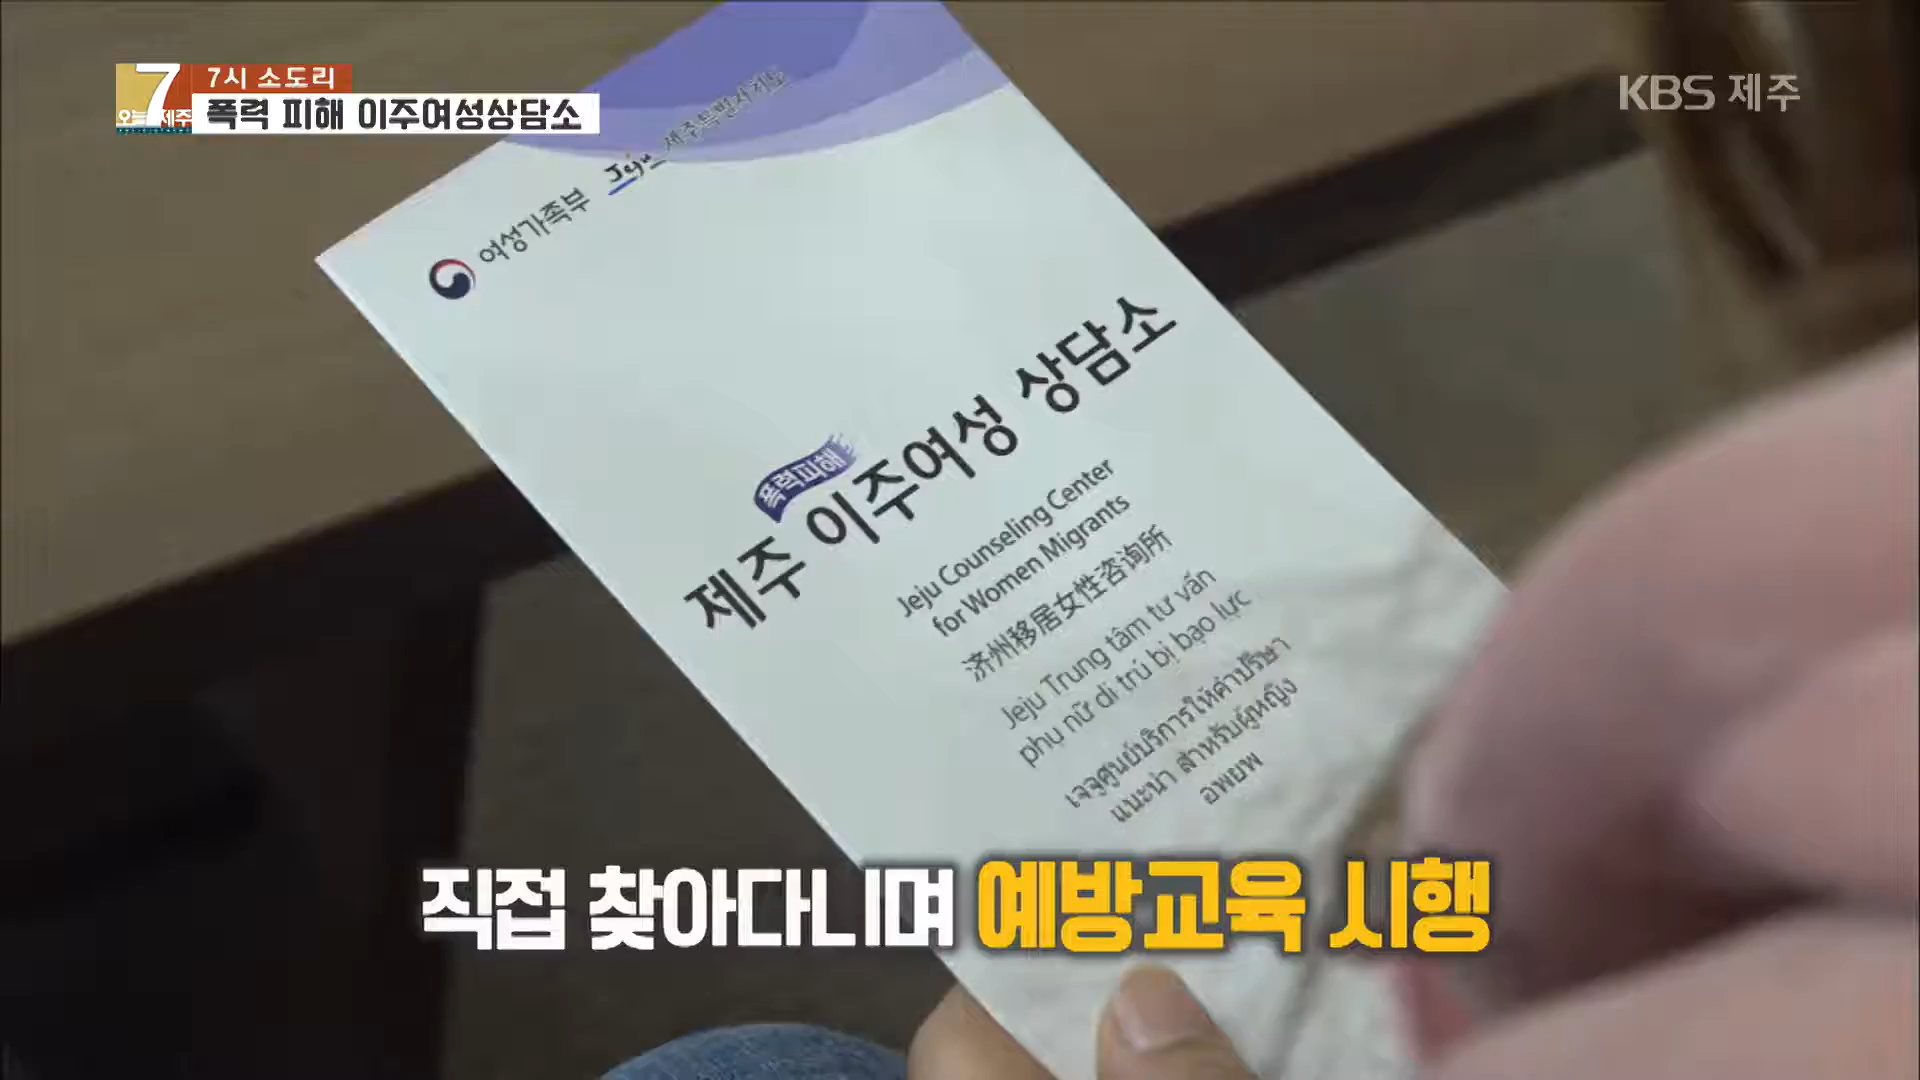 7시 소도리
7
오늘 제주
폭력 피해 이주여성상담소
KBS 제주
여성가족부 Jeju 제주특별자치도
폭력피해
제주 이주여성 상담소
Jeju Counseling Center
for Women Migrants
济州移居女性咨询所
Jeju Trung tâm tư vấn
phụ nữ di trú bị bạo lực
เจจูศูนย์บริการให้คำปรึษา
แนะนำ สำหรับผู้หญิง
อพยพ
직접 찾아다니며 예방교육 시행